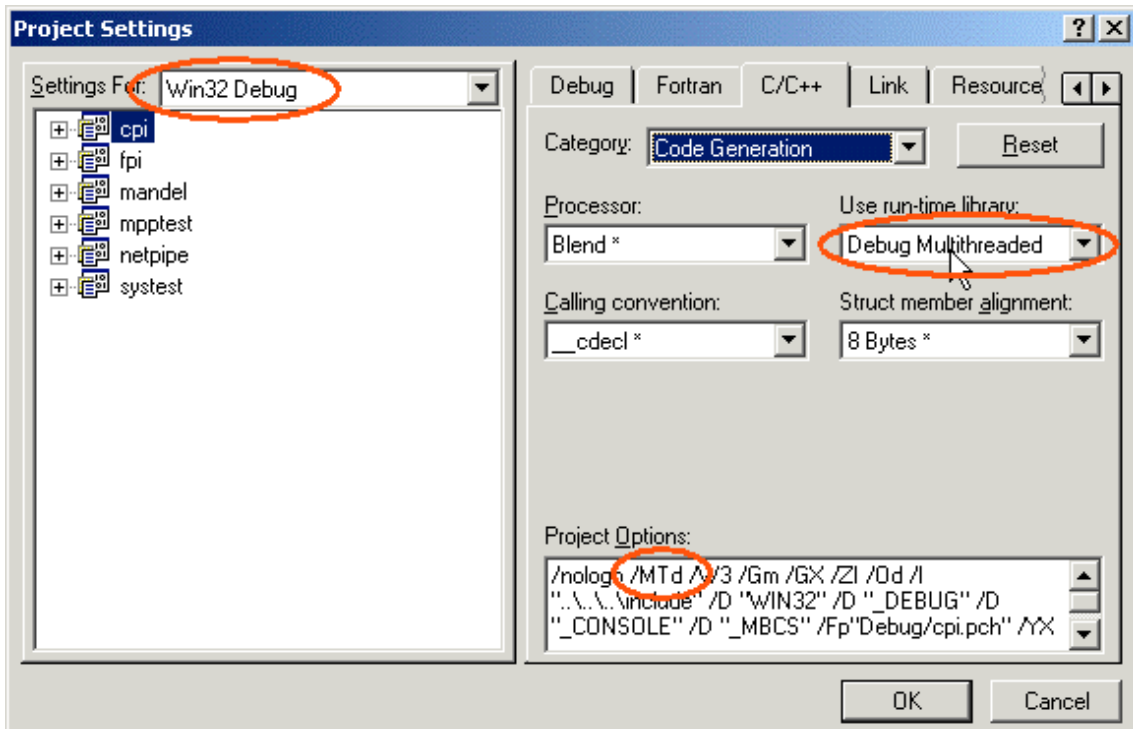 Project Settings
Settings For: Win32 Debug
cpi
fpi
mandel
mpptest
netpipe
systest
Debug Fortran C/C++ Link Resource
Category: Code Generation Reset
Processor: Use run-time library:
Blend * Debug Multithreaded
Calling convention: Struct member alignment:
__cdecl * 8 Bytes *
Project Options:
/nologo /MTd /W3 /Gm /GX /ZI /Od /I
"..\..\..\include" /D "WIN32" /D "_DEBUG" /D
"_CONSOLE" /D "_MBCS" /Fp"Debug/cpi.pch" /YX
OK Cancel